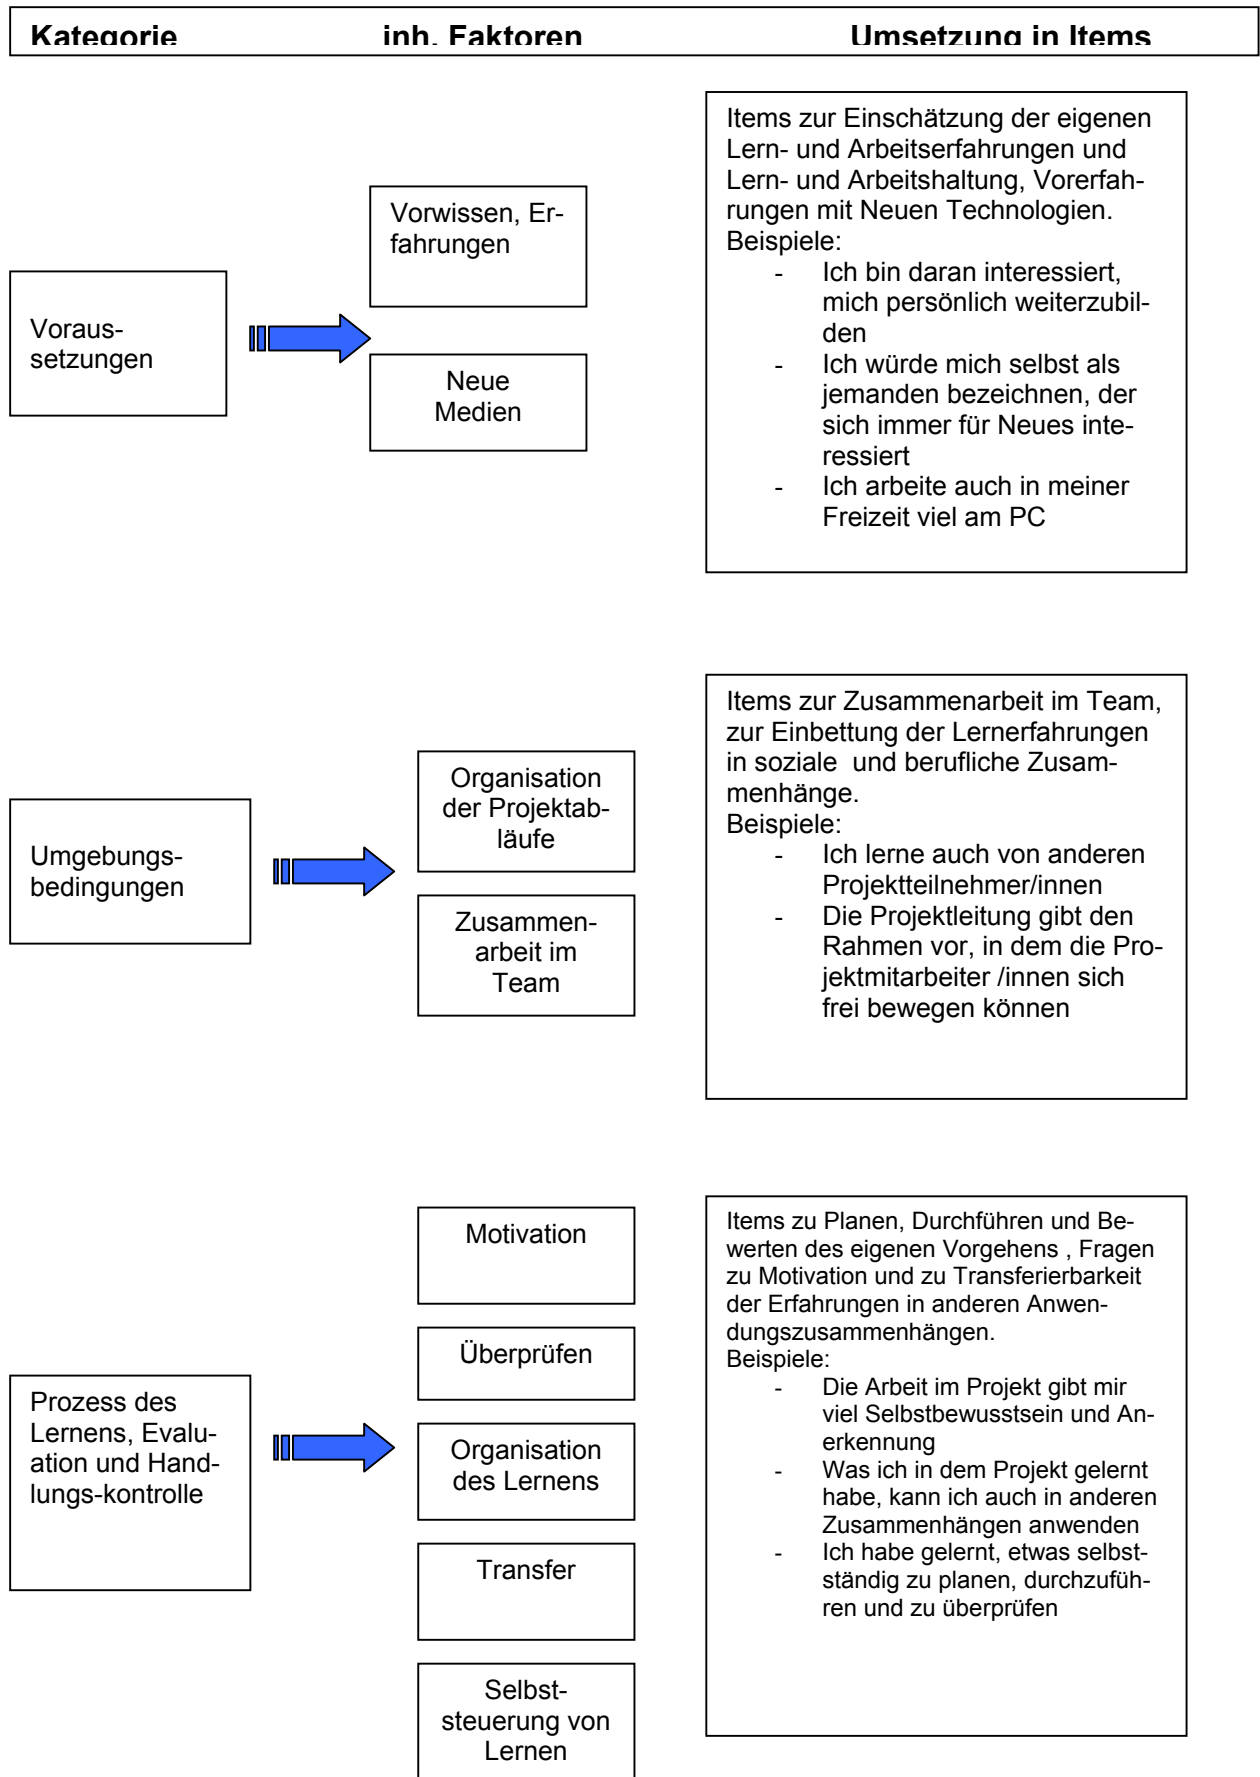 Kategorie inh. Faktoren Umsetzung in Items
Voraus-
setzungen
Vorwissen, Er-
fahrungen
Neue
Medien
Items zur Einschätzung der eigenen
Lern- und Arbeitserfahrungen und
Lern- und Arbeitshaltung, Vorerfah-
rungen mit Neuen Technologien.
Beispiele:
- Ich bin daran interessiert,
mich persönlich weiterzubil-
den
- Ich würde mich selbst als
jemanden bezeichnen, der
sich immer für Neues inte-
ressiert
- Ich arbeite auch in meiner
Freizeit viel am PC
Umgebungs-
bedingungen
Organisation
der Projektab-
läufe
Zusammen-
arbeit im
Team
Items zur Zusammenarbeit im Team,
zur Einbettung der Lernerfahrungen
in soziale und berufliche Zusam-
menhänge.
Beispiele:
- Ich lerne auch von anderen
Projektteilnehmer/innen
- Die Projektleitung gibt den
Rahmen vor, in dem die Pro-
jektmitarbeiter /innen sich
frei bewegen können
Prozess des
Lernens, Evalu-
ation und Hand-
lungs-kontrolle
Motivation
Überprüfen
Organisation
des Lernens
Transfer
Selbst-
steuerung von
Lernen
Items zu Planen, Durchführen und Be-
werten des eigenen Vorgehens , Fragen
zu Motivation und zu Transferierbarkeit
der Erfahrungen in anderen Anwen-
dungszusammenhängen.
Beispiele:
- Die Arbeit im Projekt gibt mir
viel Selbstbewusstsein und An-
erkennung
- Was ich in dem Projekt gelernt
habe, kann ich auch in anderen
Zusammenhängen anwenden
- Ich habe gelernt, etwas selbst-
ständig zu planen, durchzufüh-
ren und zu überprüfen